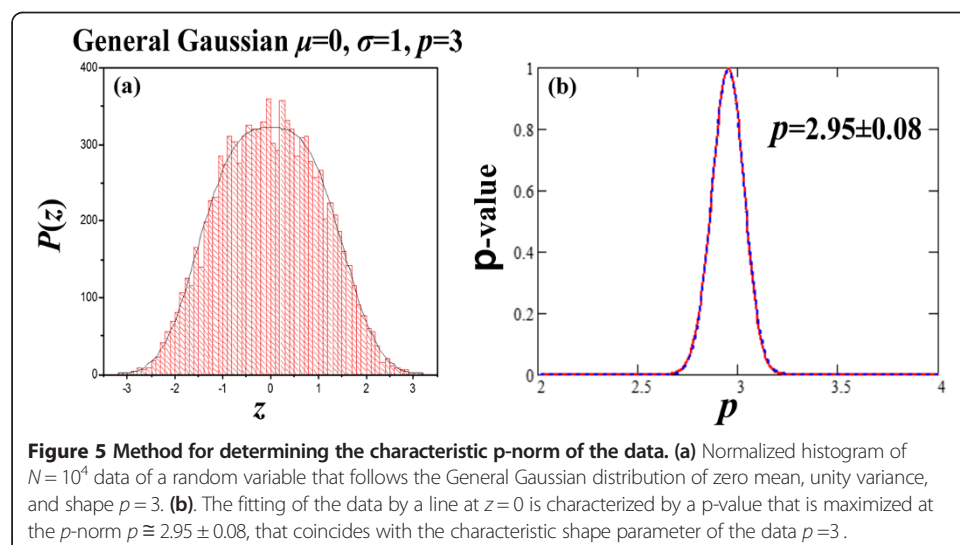 General Gaussian μ=0, σ=1, p=3
(a)
400
300
200
100
300
0
-3
-2
-1
0
1
2
3
P(z)
z
(b)
p=2.95±0.08
1
0.8
0.6
0.4
0.2
0
2
2.5
3
3.5
4
p-value
p
Figure 5 Method for determining the characteristic p-norm of the data. (a) Normalized histogram of
N = 10⁴ data of a random variable that follows the General Gaussian distribution of zero mean, unity variance,
and shape p = 3. (b). The fitting of the data by a line at z = 0 is characterized by a p-value that is maximized at
the p-norm p ≅ 2.95 ± 0.08, that coincides with the characteristic shape parameter of the data p =3 .